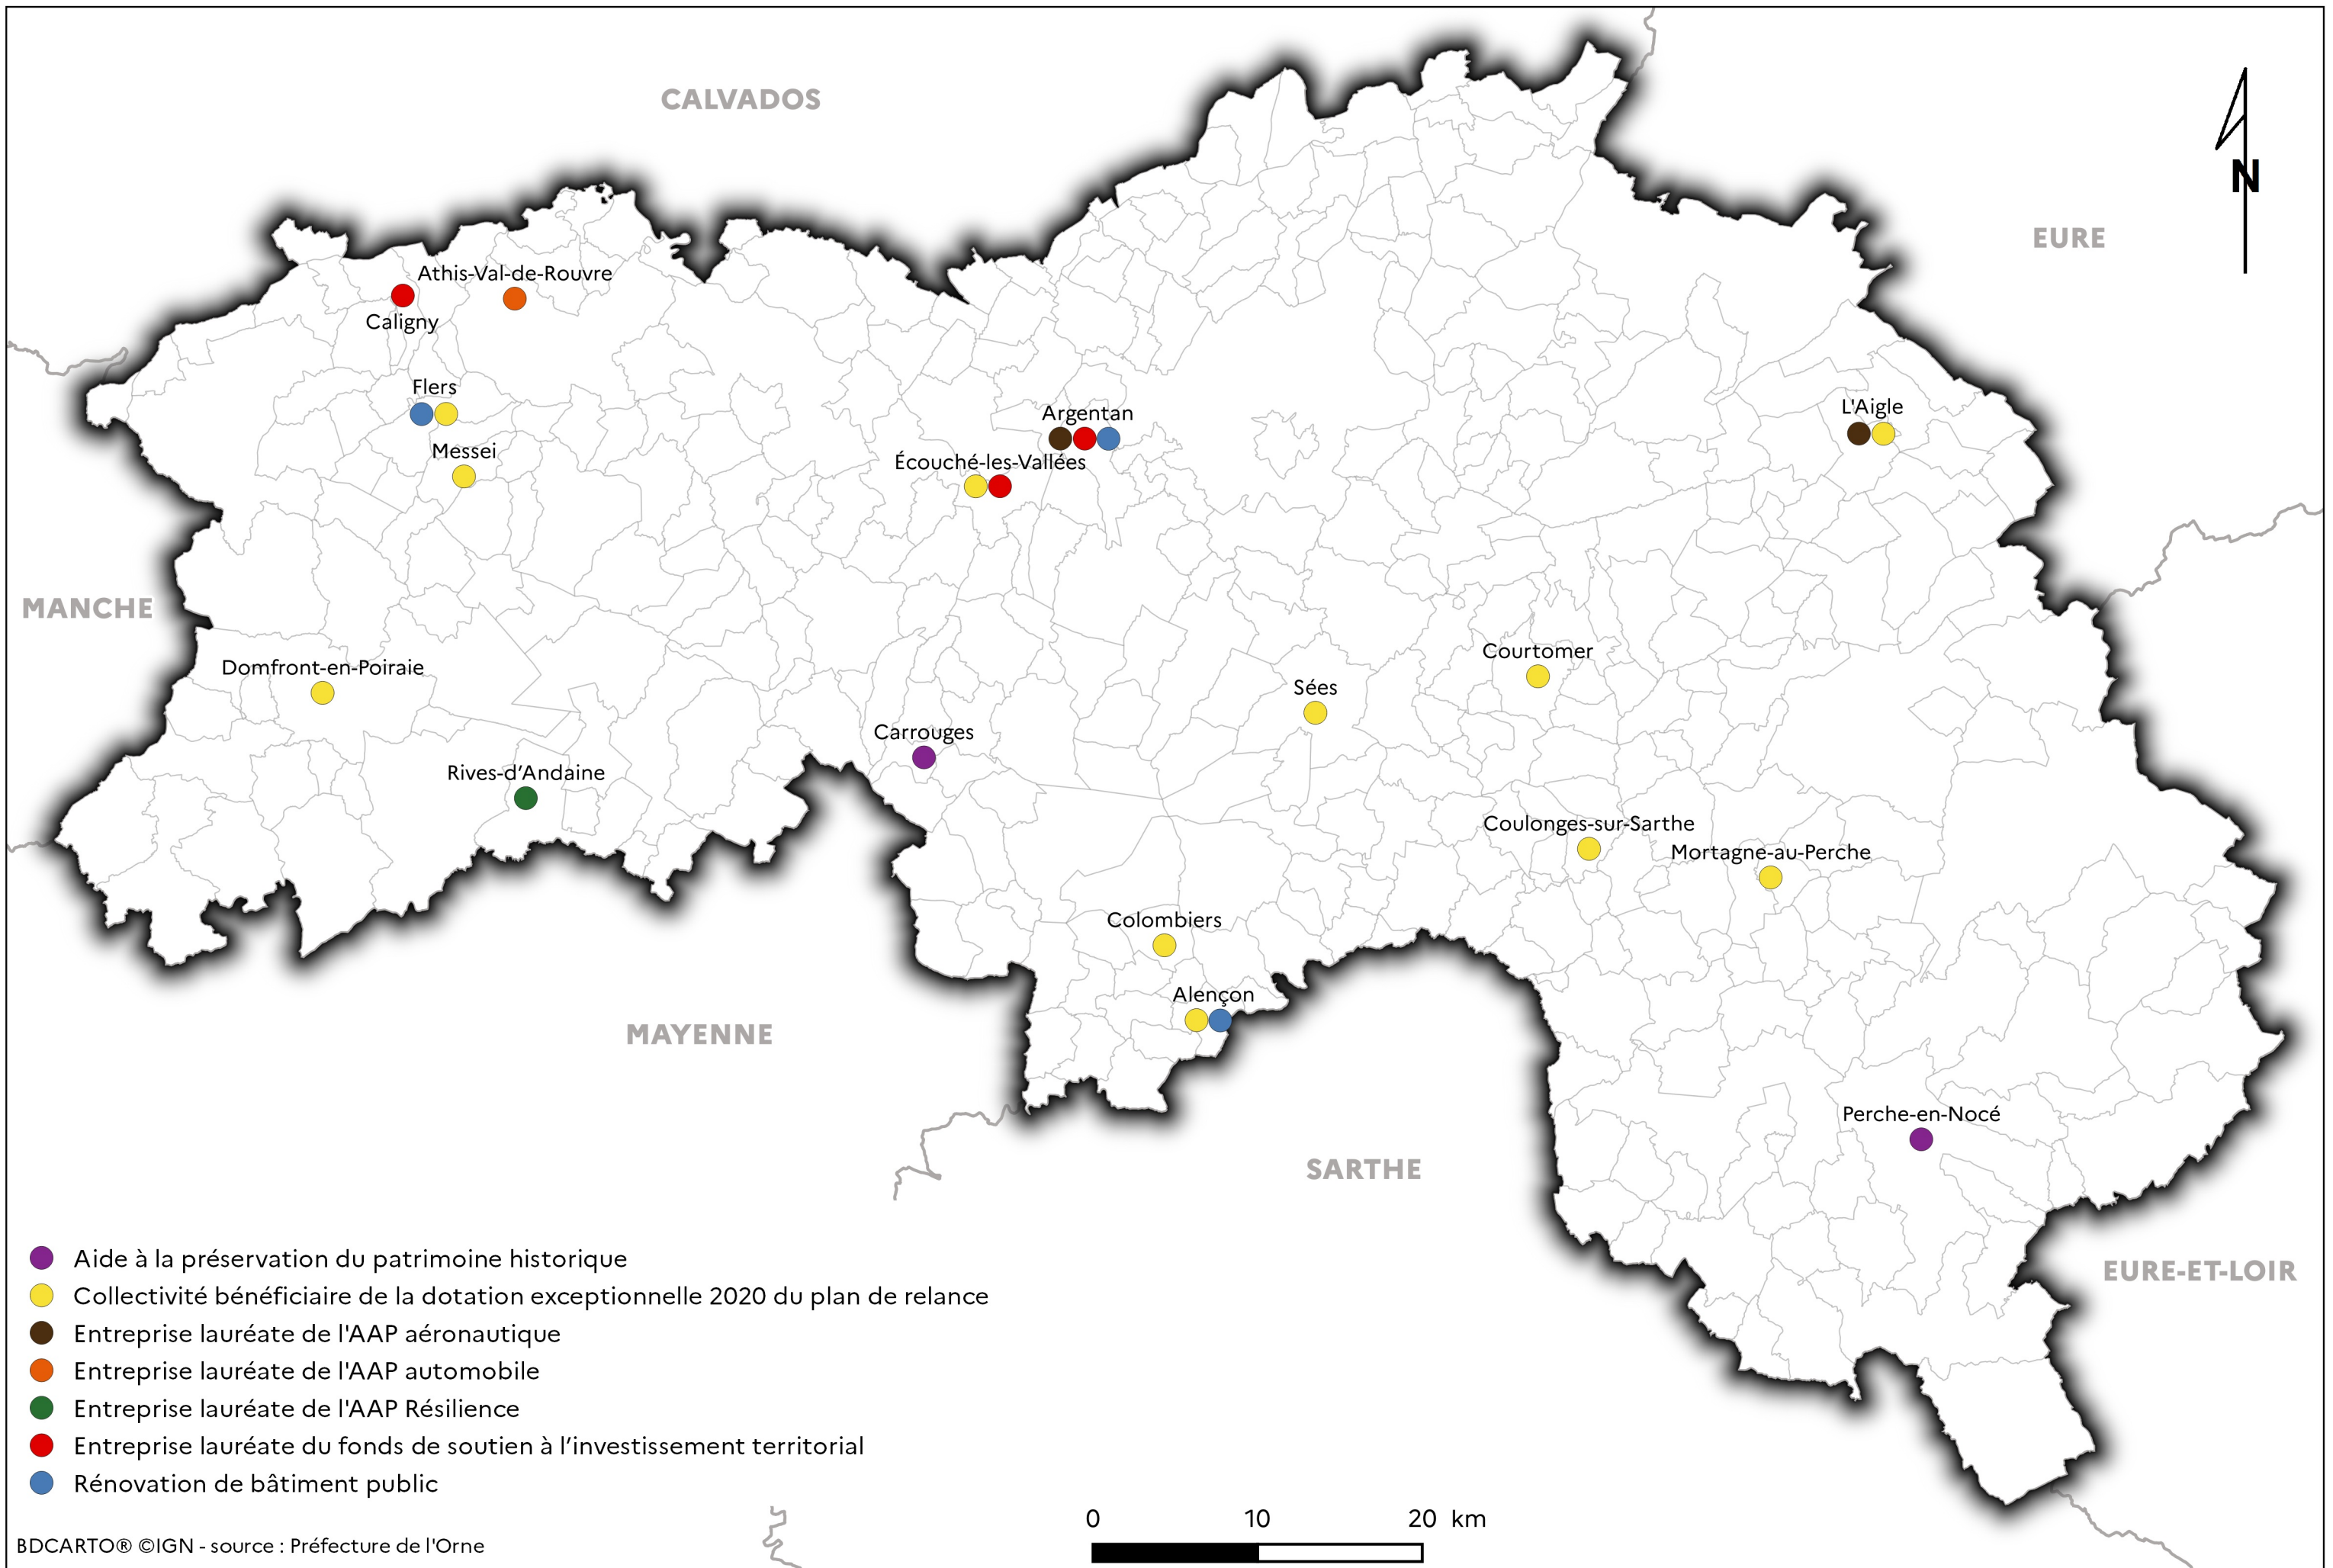 CALVADOS
N
EURE
Athis-Val-de-Rouvre
Caligny
Flers
Argentan
L'Aigle
Messei
Écouché-les-Vallées
MANCHE
Domfront-en-Poiraie
Courtomer
Sées
Carrouges
Rives-d’Andaine
Coulonges-sur-Sarthe
Mortagne-au-Perche
Colombiers
Alençon
MAYENNE
Perche-en-Nocé
SARTHE
EURE-ET-LOIR
Aide à la préservation du patrimoine historique
Collectivité bénéficiaire de la dotation exceptionnelle 2020 du plan de relance
Entreprise lauréate de l'AAP aéronautique
Entreprise lauréate de l'AAP automobile
Entreprise lauréate de l'AAP Résilience
Entreprise lauréate du fonds de soutien à l’investissement territorial
Rénovation de bâtiment public
0 10 20 km
BDCARTO® ©IGN - source : Préfecture de l'Orne